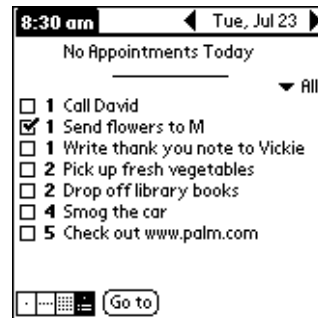 8:30 am Tue, Jul 23
No Appointments Today
All
1 Call David
1 Send flowers to M
1 Write thank you note to Vickie
2 Pick up fresh vegetables
2 Drop off library books
4 Smog the car
5 Check out www.palm.com
Go to